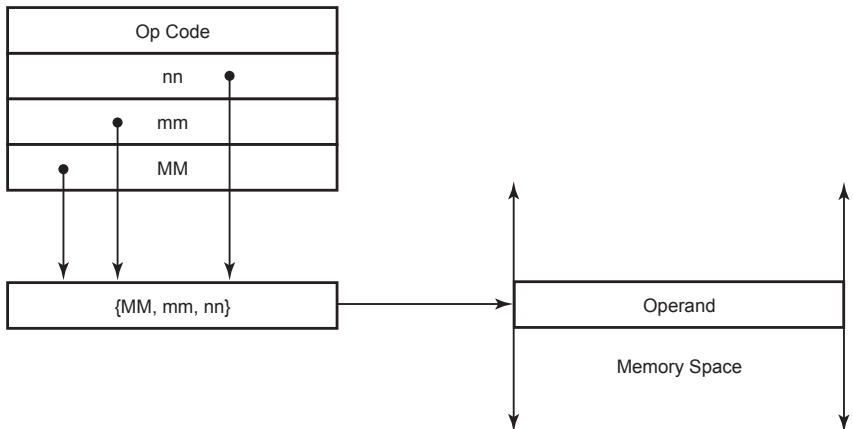 Op Code
nn
mm
MM
{MM, mm, nn}
Operand
Memory Space